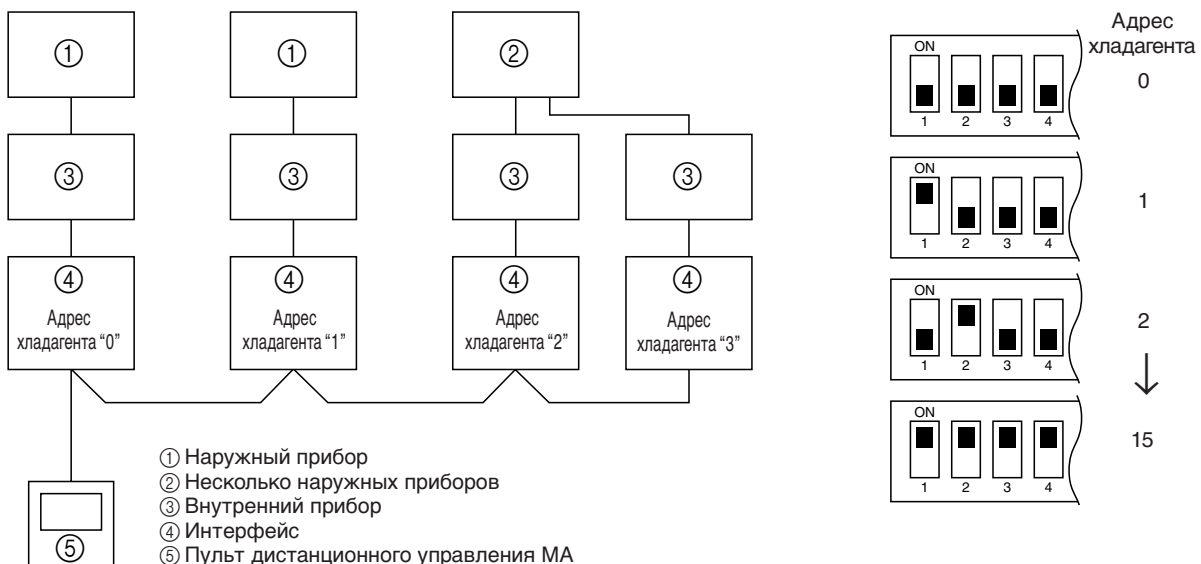 ① ① ②
③ ③ ③ ③
④ ④ ④ ④
Адрес хладагента “0”
Адрес хладагента “1”
Адрес хладагента “2”
Адрес хладагента “3”
⑤
① Наружный прибор
② Несколько наружных приборов
③ Внутренний прибор
④ Интерфейс
⑤ Пульт дистанционного управления МА
Адрес
хладагента
ON
1 2 3 4
0
ON
1 2 3 4
1
ON
1 2 3 4
2
ON
1 2 3 4
15